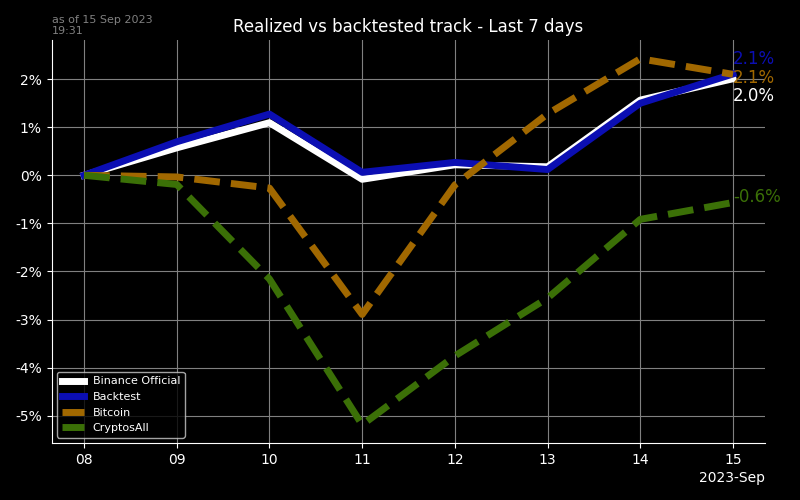 as of 15 Sep 2023
19:31
Realized vs backtested track - Last 7 days
2.1%
2.1%
2.0%
-0.6%
2%
1%
0%
-1%
-2%
-3%
-4%
-5%
Binance Official
Backtest
Bitcoin
CryptosAll
08 09 10 11 12 13 14 15
2023-Sep